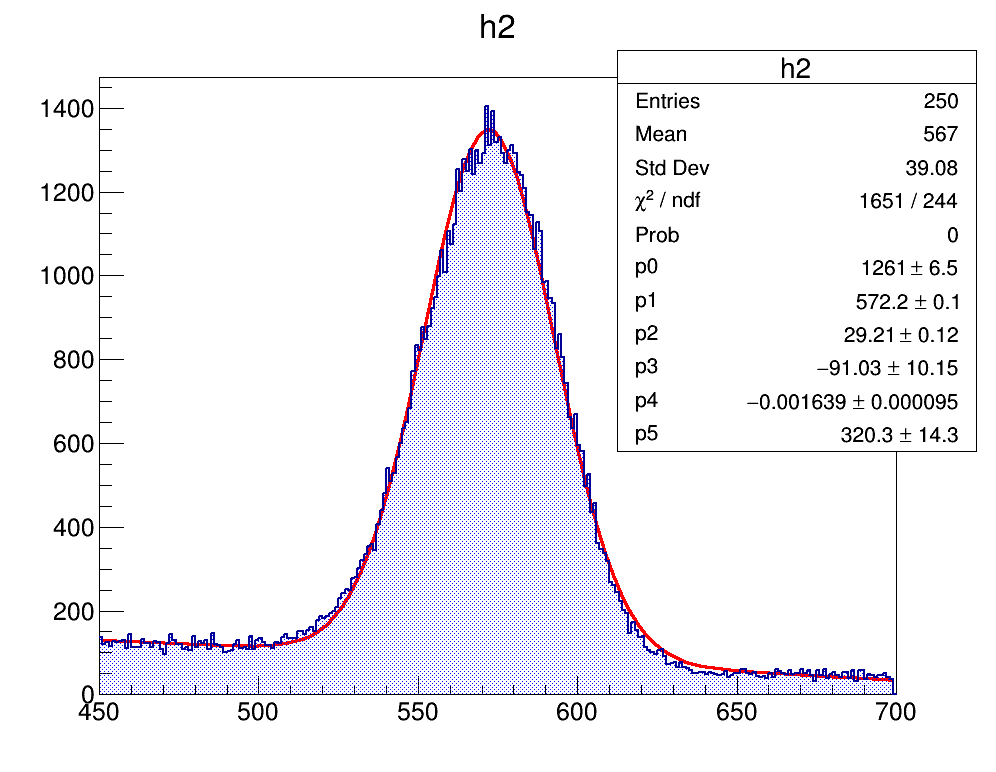 h2
h2
Entries 250
Mean 567
Std Dev 39.08
χ² / ndf 1651 / 244
Prob 0
p0 1261 ± 6.5
p1 572.2 ± 0.1
p2 29.21 ± 0.12
p3 −91.03 ± 10.15
p4 −0.001639 ± 0.000095
p5 320.3 ± 14.3
1400
1200
1000
800
600
400
200
0
450 500 550 600 650 700